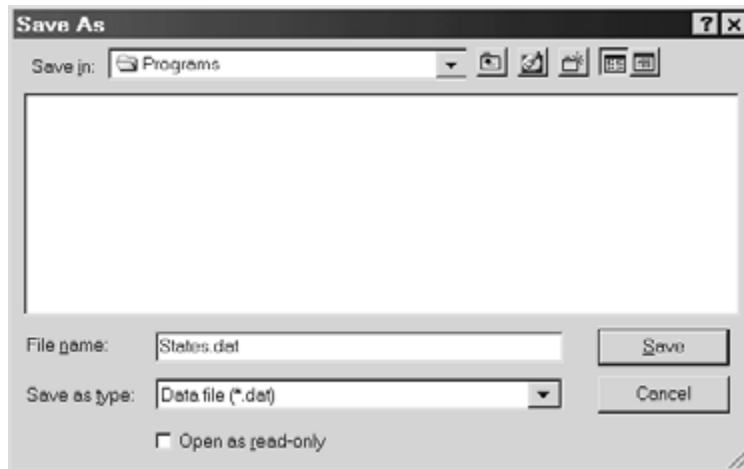 Save As
Save in: Programs
File name: States.dat Save
Save as type: Data file (*.dat) Cancel
Open as read-only